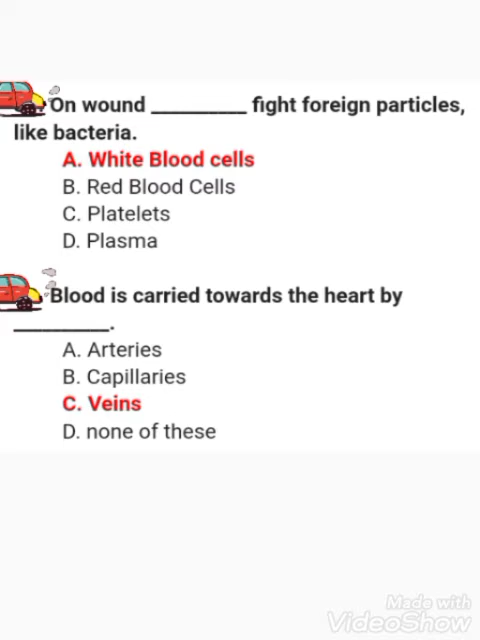 On wound _________ fight foreign particles,
like bacteria.
A. White Blood cells
B. Red Blood Cells
C. Platelets
D. Plasma
Blood is carried towards the heart by
_________.
A. Arteries
B. Capillaries
C. Veins
D. none of these
Made with
VideoShow